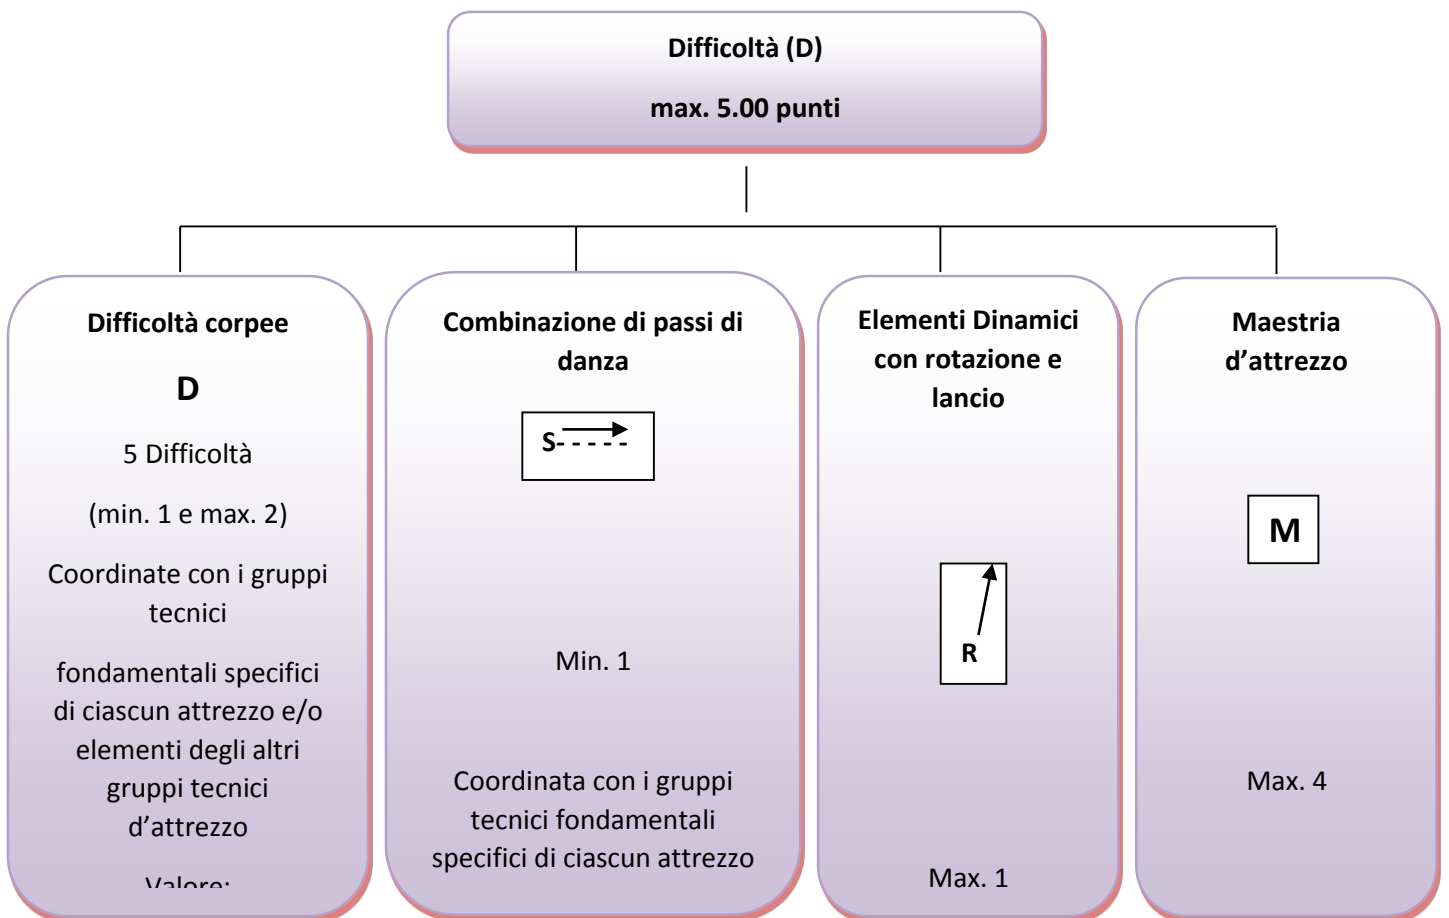 Difficoltà (D)
max. 5.00 punti
Difficoltà corpee
D
5 Difficoltà
(min. 1 e max. 2)
Coordinate con i gruppi
tecnici
fondamentali specifici
di ciascun attrezzo e/o
elementi degli altri
gruppi tecnici
d’attrezzo
Valore:
Combinazione di passi di
danza
S- - - - -
Min. 1
Coordinata con i gruppi
tecnici fondamentali
specifici di ciascun attrezzo
Elementi Dinamici
con rotazione e
lancio
R
Max. 1
Maestria
d’attrezzo
M
Max. 4